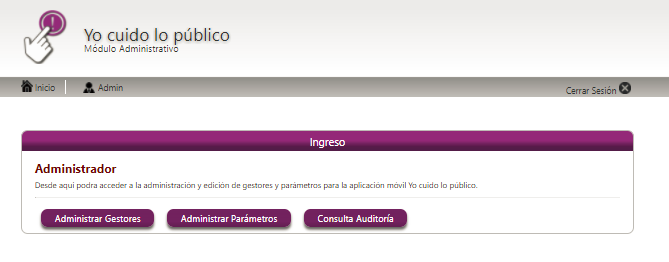 Yo cuido lo público
Módulo Administrativo
Inicio
Admin
Cerrar Sesión
Ingreso
Administrador
Desde aquí podra acceder a la administración y edición de gestores y parámetros para la aplicación móvil Yo cuido lo público.
Administrar Gestores
Administrar Parámetros
Consulta Auditoría